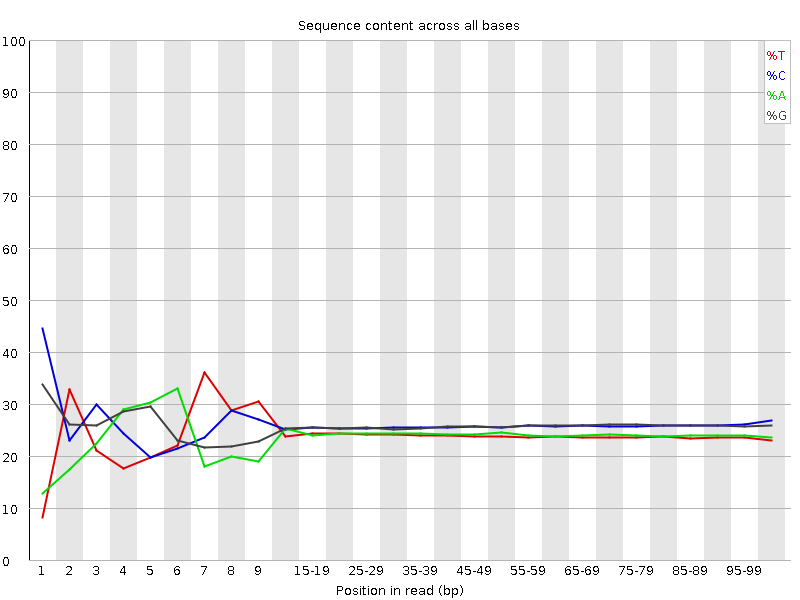 Sequence content across all bases
100
90
80
70
60
50
40
30
20
10
0
%T
%C
%A
%G
1 2 3 4 5 6 7 8 9 15-19 25-29 35-39 45-49 55-59 65-69 75-79 85-89 95-99
Position in read (bp)